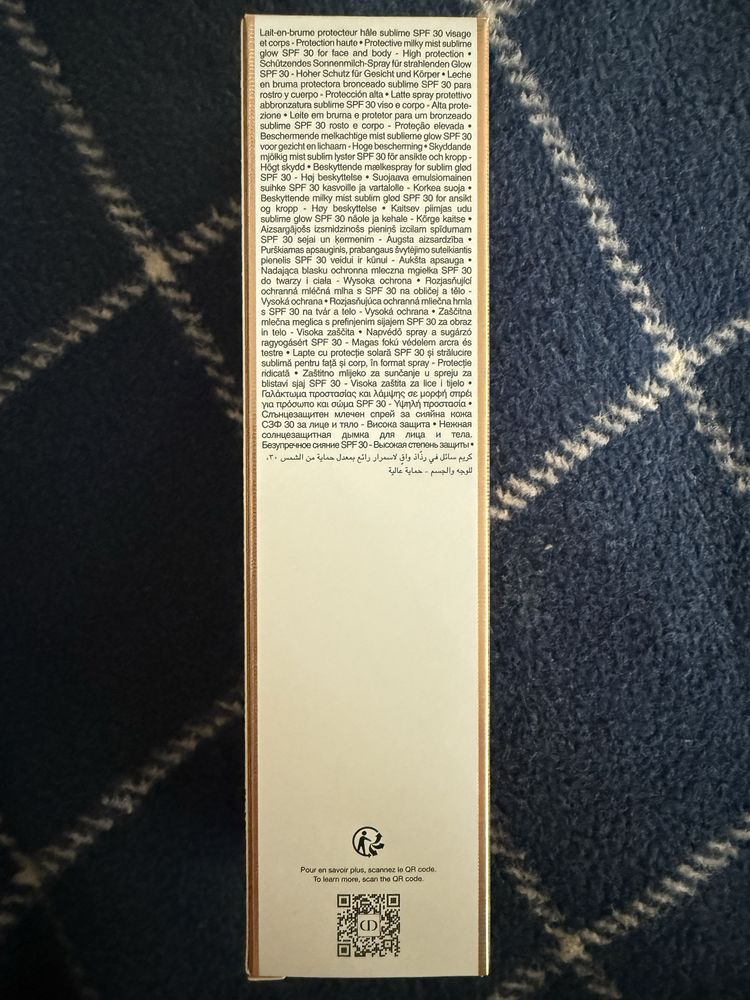 Lait-en-brume protecteur hâle sublime SPF 30 visage
et corps - Protection haute • Protective milky mist sublime
glow SPF 30 for face and body - High protection •
Schützendes Sonnenmilch-Spray für strahlenden Glow
SPF 30 - Hoher Schutz für Gesicht und Körper • Leche
en bruma protectora bronceado sublime SPF 30 para
rostro y cuerpo - Protección alta • Latte spray protettivo
abbronzatura sublime SPF 30 viso e corpo - Alta prote-
zione • Leite em bruma e protetor para um bronzeado
sublime SPF 30 rosto e corpo - Proteção elevada •
Beschermende melkachtige mist sublieme glow SPF 30
voor gezicht en lichaam - Hoge bescherming • Skyddande
mjölkig mist sublim lyster SPF 30 för ansikte och kropp -
Högt skydd • Beskyttende mælkespray for sublim glød
SPF 30 - Høj beskyttelse • Suojaava emulsiomainen
suihke SPF 30 kasvoille ja vartalolle - Korkea suoja •
Beskyttende milky mist sublim glød SPF 30 for ansikt
og kropp - Høy beskyttelse • Kaitsev piimjas udu
sublime glow SPF 30 näole ja kehale - Kõrge kaitse •
Aizsargājošs izsmidzinošs pieniņš izcilam spīdumam
SPF 30 sejai un ķermenim - Augsta aizsardzība •
Purškiamas apsauginis, prabangaus švytėjimo suteikiantis
pienelis SPF 30 veidui ir kūnui - Aukšta apsauga •
Nadająca blasku ochronna mleczna mgiełka SPF 30
do twarzy i ciała - Wysoka ochrona • Rozjasňující
ochranná mléčná mlha s SPF 30 na obličej a tělo -
Vysoká ochrana • Rozjasňujúca ochranná mliečna hmla
s SPF 30 na tvár a telo - Vysoká ochrana • Zaščitna
mlečna meglica s prefinjenim sijajem SPF 30 za obraz
in telo - Visoka zaščita • Napvédő spray a sugárzó
ragyogásért SPF 30 - Magas fokú védelem arcra és
testre • Lapte cu protecție solară SPF 30 și strălucire
sublimă pentru față și corp, în format spray - Protecție
ridicată • Zaštitno mlijeko za sunčanje u spreju za
blistavi sjaj SPF 30 - Visoka zaštita za lice i tijelo •
Γαλάκτωμα προστασίας και λάμψης σε μορφή σπρέι
για πρόσωπο και σώμα SPF 30 - Υψηλή προστασία •
Слънцезащитен млечен спрей за сияйна кожа
СЗФ 30 за лице и тяло - Висока защита • Нежная
солнцезащитная дымка для лица и тела.
Безупречное сияние SPF 30 - Высокая степень защиты •
كريم سائل في رذّاذ واقٍ لاسمرار رائع بمعدل حماية من الشمس ٣٠،
للوجه والجسم - حماية عالية
Pour en savoir plus, scannez le QR code.
To learn more, scan the QR code.
CD